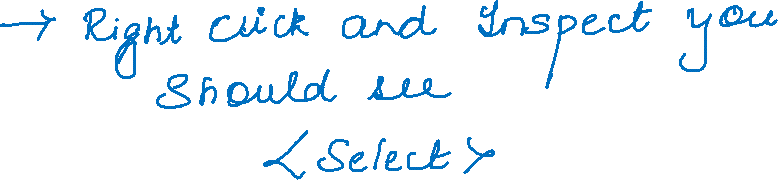 → Right click and Inspect you
should see
<Select>